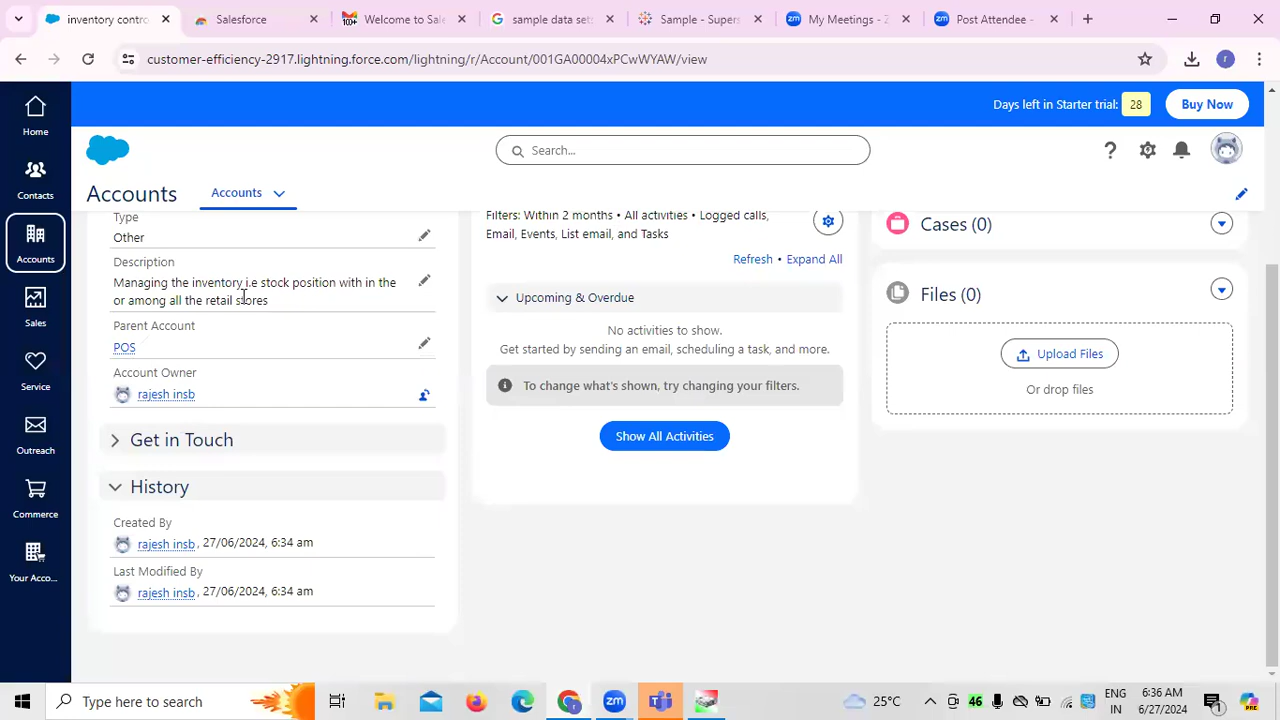 inventory contro
Salesforce
Welcome to Sale
sample data set
Sample - Supers
My Meetings - Z
Post Attendee -
customer-efficiency-2917.lightning.force.com/lightning/r/Account/001GA00004xPCwWYAW/view
Days left in Starter trial: 28 Buy Now
Search...
Accounts
Accounts
Home
Contacts
Accounts
Sales
Service
Outreach
Commerce
Your Acco...
Type
Other
Description
Managing the inventory i.e stock position with in the
or among all the retail stores
Parent Account
POS
Account Owner
rajesh insb
Get in Touch
History
Created By
rajesh insb, 27/06/2024, 6:34 am
Last Modified By
rajesh insb, 27/06/2024, 6:34 am
Filters: Within 2 months • All activities • Logged calls,
Email, Events, List email, and Tasks
Refresh • Expand All
Upcoming & Overdue
No activities to show.
Get started by sending an email, scheduling a task, and more.
To change what's shown, try changing your filters.
Show All Activities
Cases (0)
Files (0)
Upload Files
Or drop files
Type here to search
25°C
46
ENG
IN
6:36 AM
6/27/2024